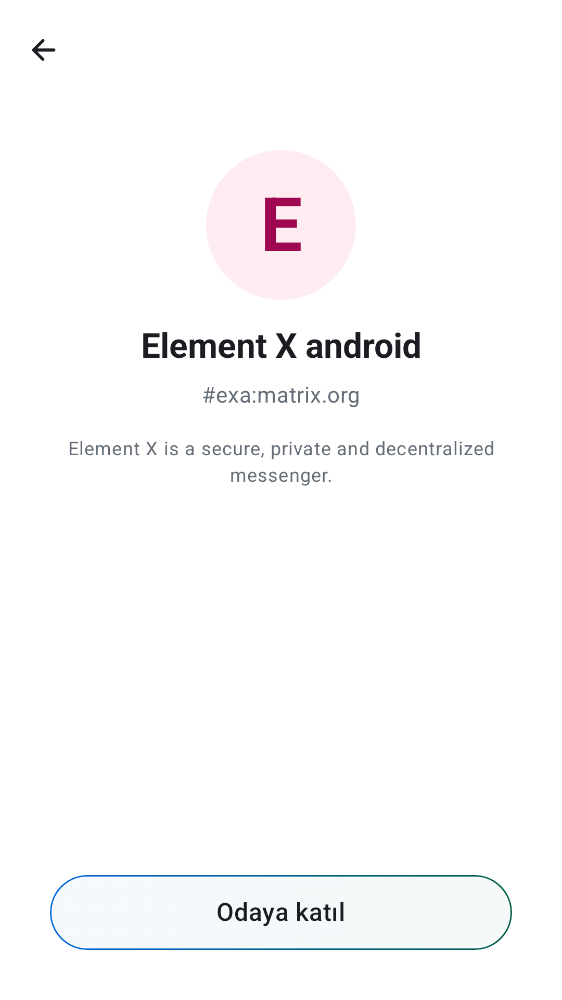 E
Element X android
#exa:matrix.org
Element X is a secure, private and decentralized
messenger.
Odaya katıl